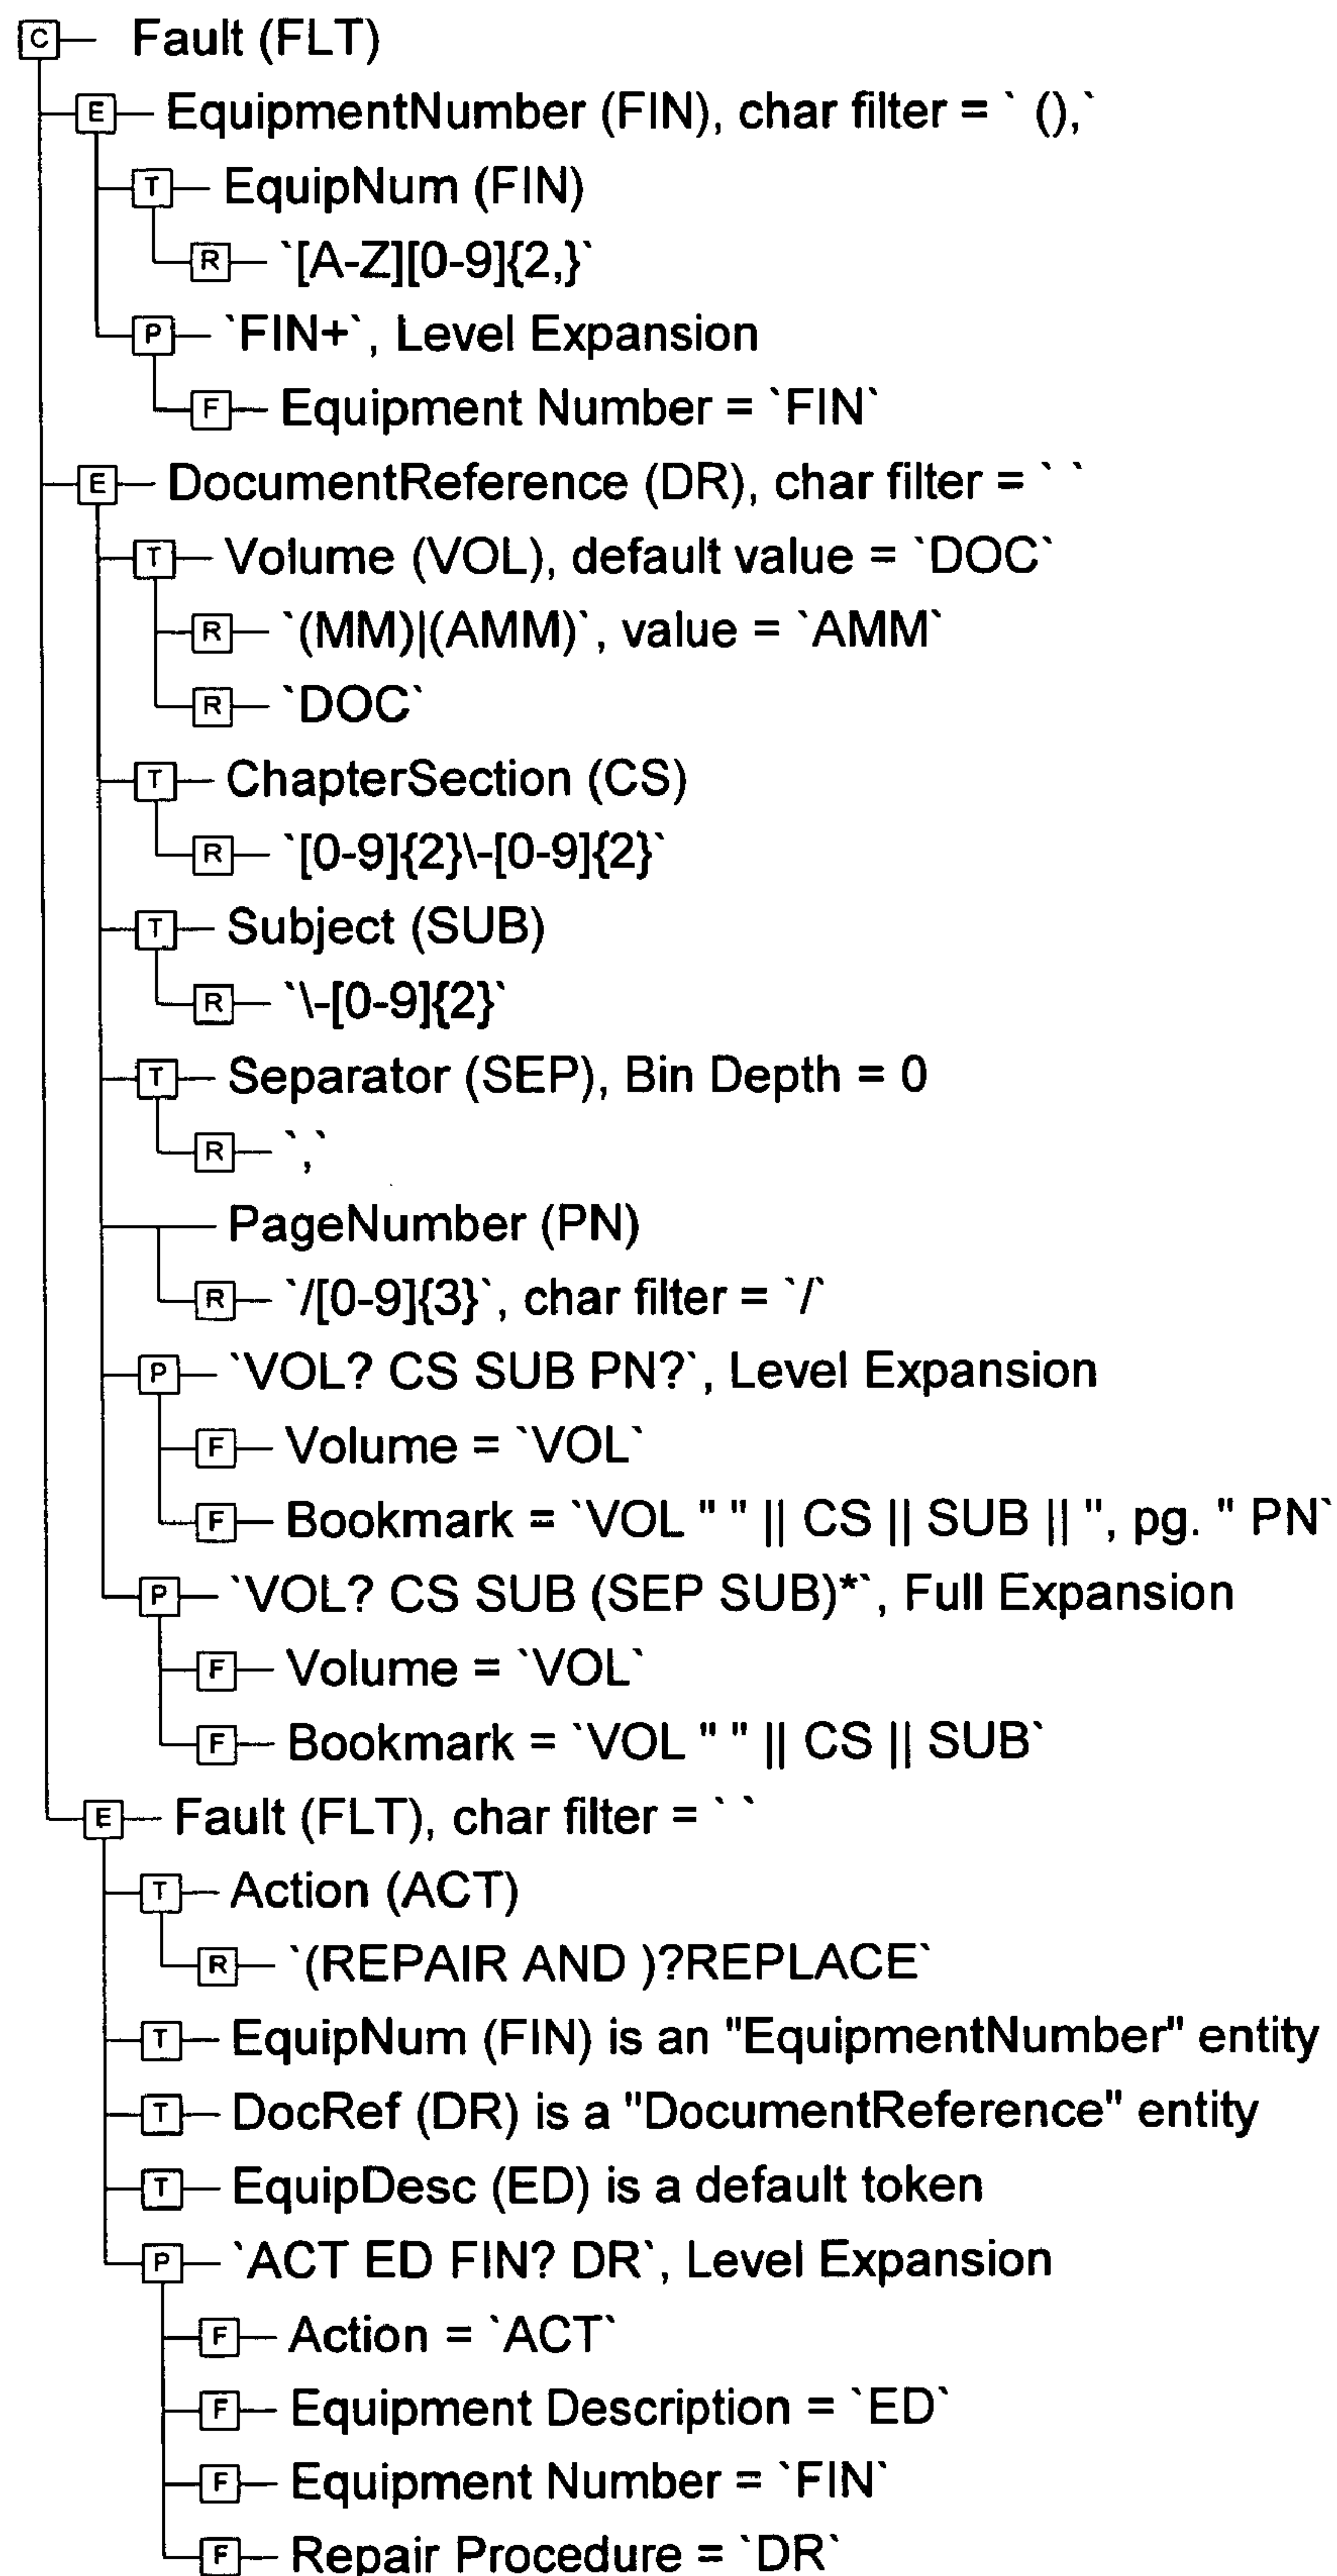 C Fault (FLT)
E EquipmentNumber (FIN), char filter = ` (),`
T EquipNum (FIN)
R `[A-Z][0-9]{2,}`
P `FIN+`, Level Expansion
F Equipment Number = `FIN`
E DocumentReference (DR), char filter = ` `
T Volume (VOL), default value = `DOC`
R `(MM)|(AMM)`, value = `AMM`
R `DOC`
T ChapterSection (CS)
R `[0-9]{2}\-[0-9]{2}`
T Subject (SUB)
R `\-[0-9]{2}`
T Separator (SEP), Bin Depth = 0
R `,`
PageNumber (PN)
R `/[0-9]{3}`, char filter = `/`
P `VOL? CS SUB PN?`, Level Expansion
F Volume = `VOL`
F Bookmark = `VOL " " || CS || SUB || ", pg. " PN`
P `VOL? CS SUB (SEP SUB)*`, Full Expansion
F Volume = `VOL`
F Bookmark = `VOL " " || CS || SUB`
E Fault (FLT), char filter = ` `
T Action (ACT)
R `(REPAIR AND )?REPLACE`
T EquipNum (FIN) is an "EquipmentNumber" entity
T DocRef (DR) is a "DocumentReference" entity
T EquipDesc (ED) is a default token
P `ACT ED FIN? DR`, Level Expansion
F Action = `ACT`
F Equipment Description = `ED`
F Equipment Number = `FIN`
F Repair Procedure = `DR`